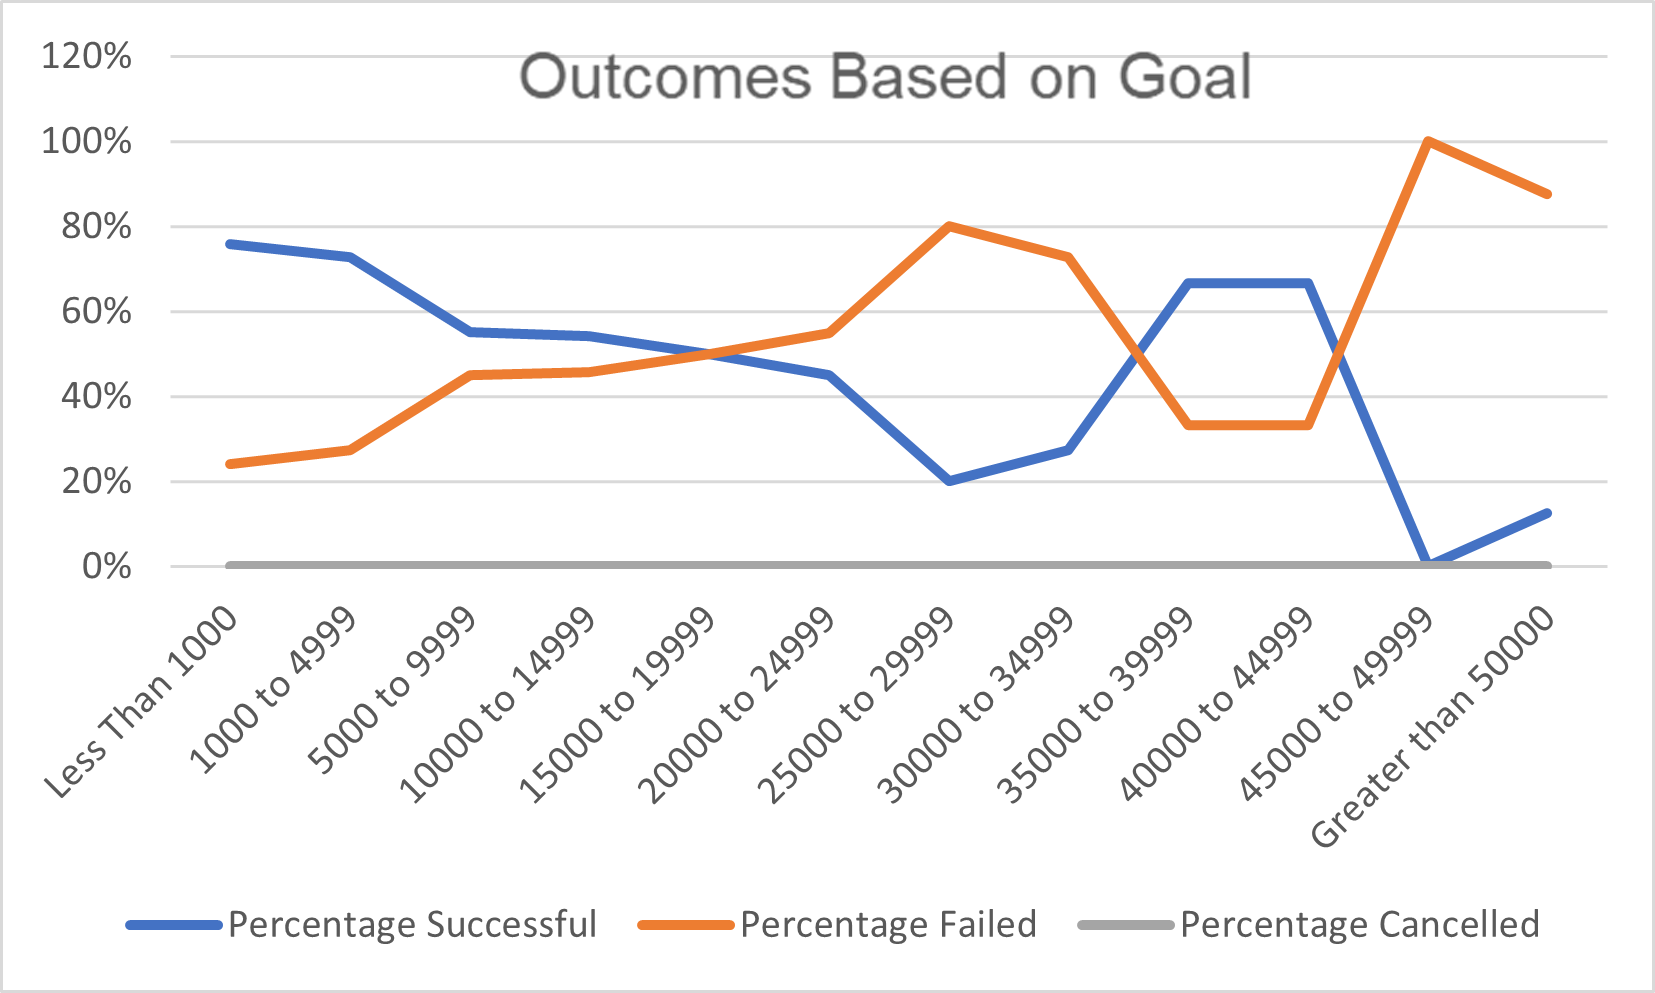 Outcomes Based on Goal
120%
100%
80%
60%
40%
20%
0%
Less Than 1000
1000 to 4999
5000 to 9999
10000 to 14999
15000 to 19999
20000 to 24999
25000 to 29999
30000 to 34999
35000 to 39999
40000 to 44999
45000 to 49999
Greater than 50000
Percentage Successful
Percentage Failed
Percentage Cancelled